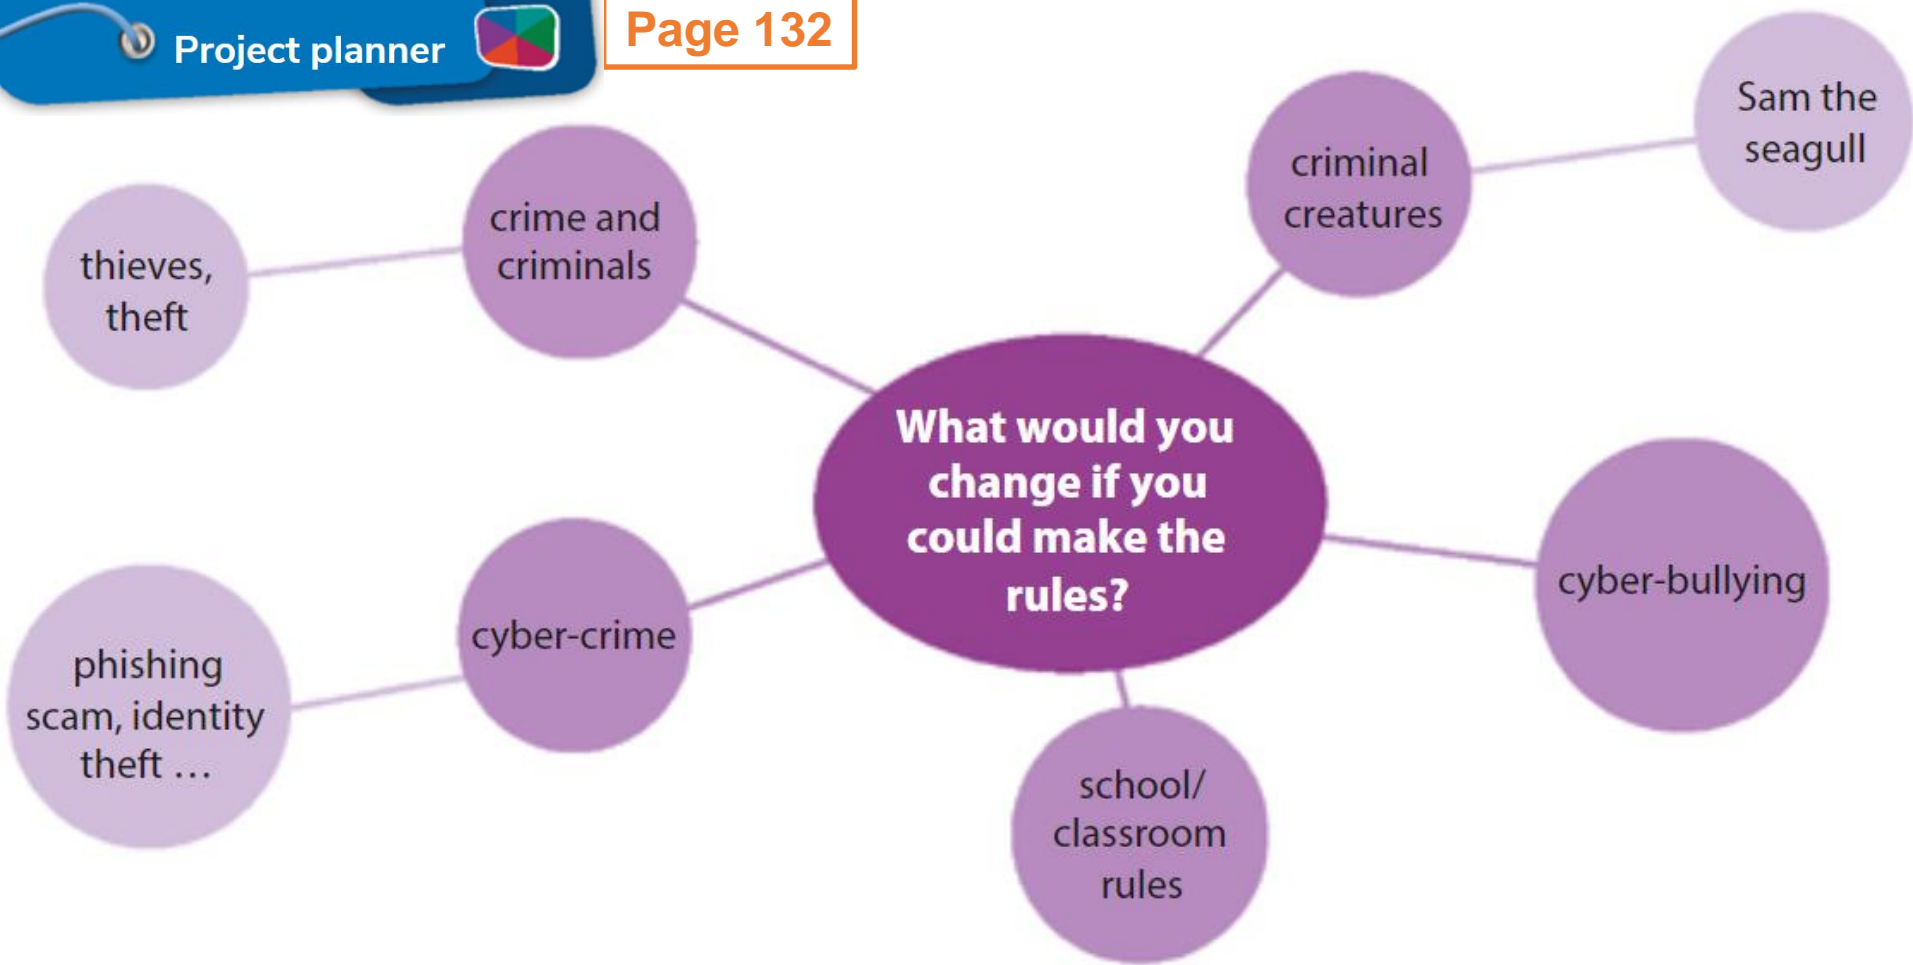 Project planner
Page 132
thieves,
theft
crime and
criminals
criminal
creatures
Sam the
seagull
What would you
change if you
could make the
rules?
phishing
scam, identity
theft …
cyber-crime
cyber-bullying
school/
classroom
rules